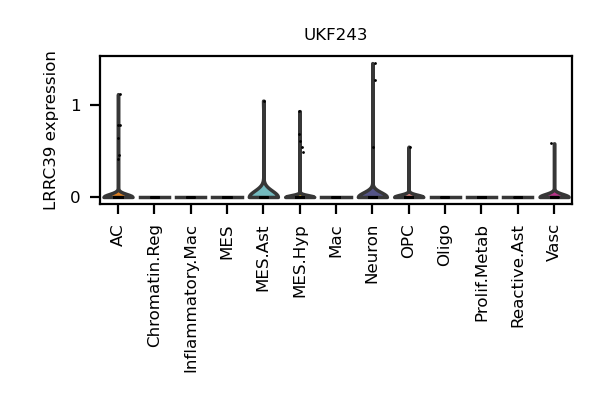 UKF243
LRRC39 expression
1
0
AC
Chromatin.Reg
Inflammatory.Mac
MES
MES.Ast
MES.Hyp
Mac
Neuron
OPC
Oligo
Prolif.Metab
Reactive.Ast
Vasc